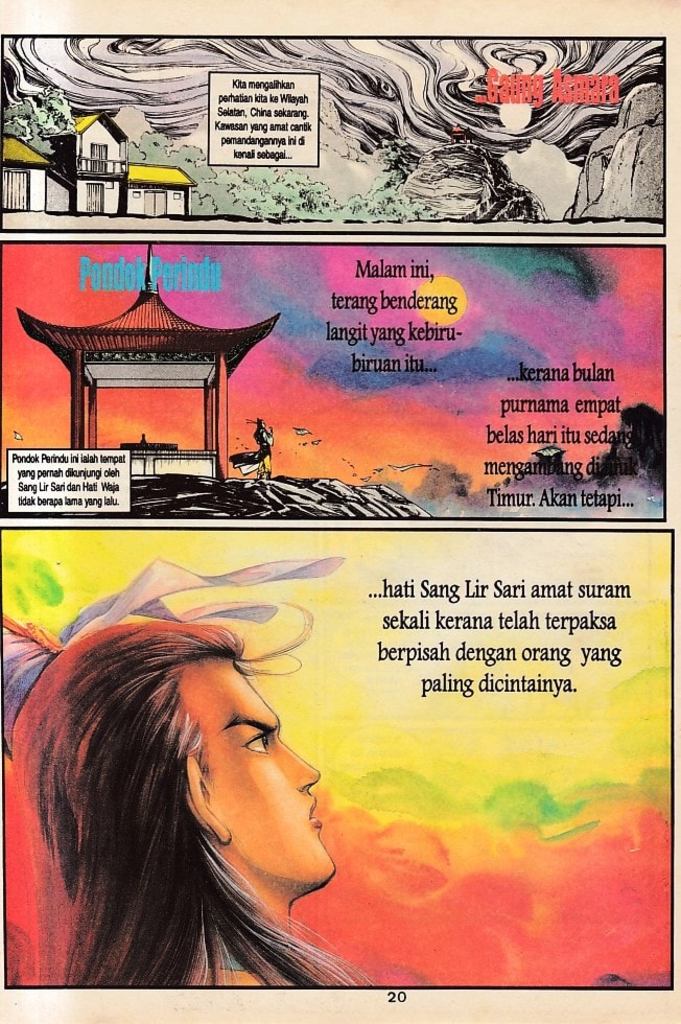 Kita mengalihkan
perhatian kita ke Wilayah
Selatan, China sekarang.
Kawasan yang amat cantik
pemandangannya ini di
kenali sebagai...
...Gaung Asmara
Pondok Perindu
Malam ini,
terang benderang
langit yang kebiru-
biruan itu...
...kerana bulan
purnama empat
belas hari itu sedang
mengambang diufuk
Timur. Akan tetapi...
Pondok Perindu ini ialah tempat
yang pernah dikunjungi oleh
Sang Lir Sari dan Hati Waja
tidak berapa lama yang lalu.
...hati Sang Lir Sari amat suram
sekali kerana telah terpaksa
berpisah dengan orang yang
paling dicintainya.
20